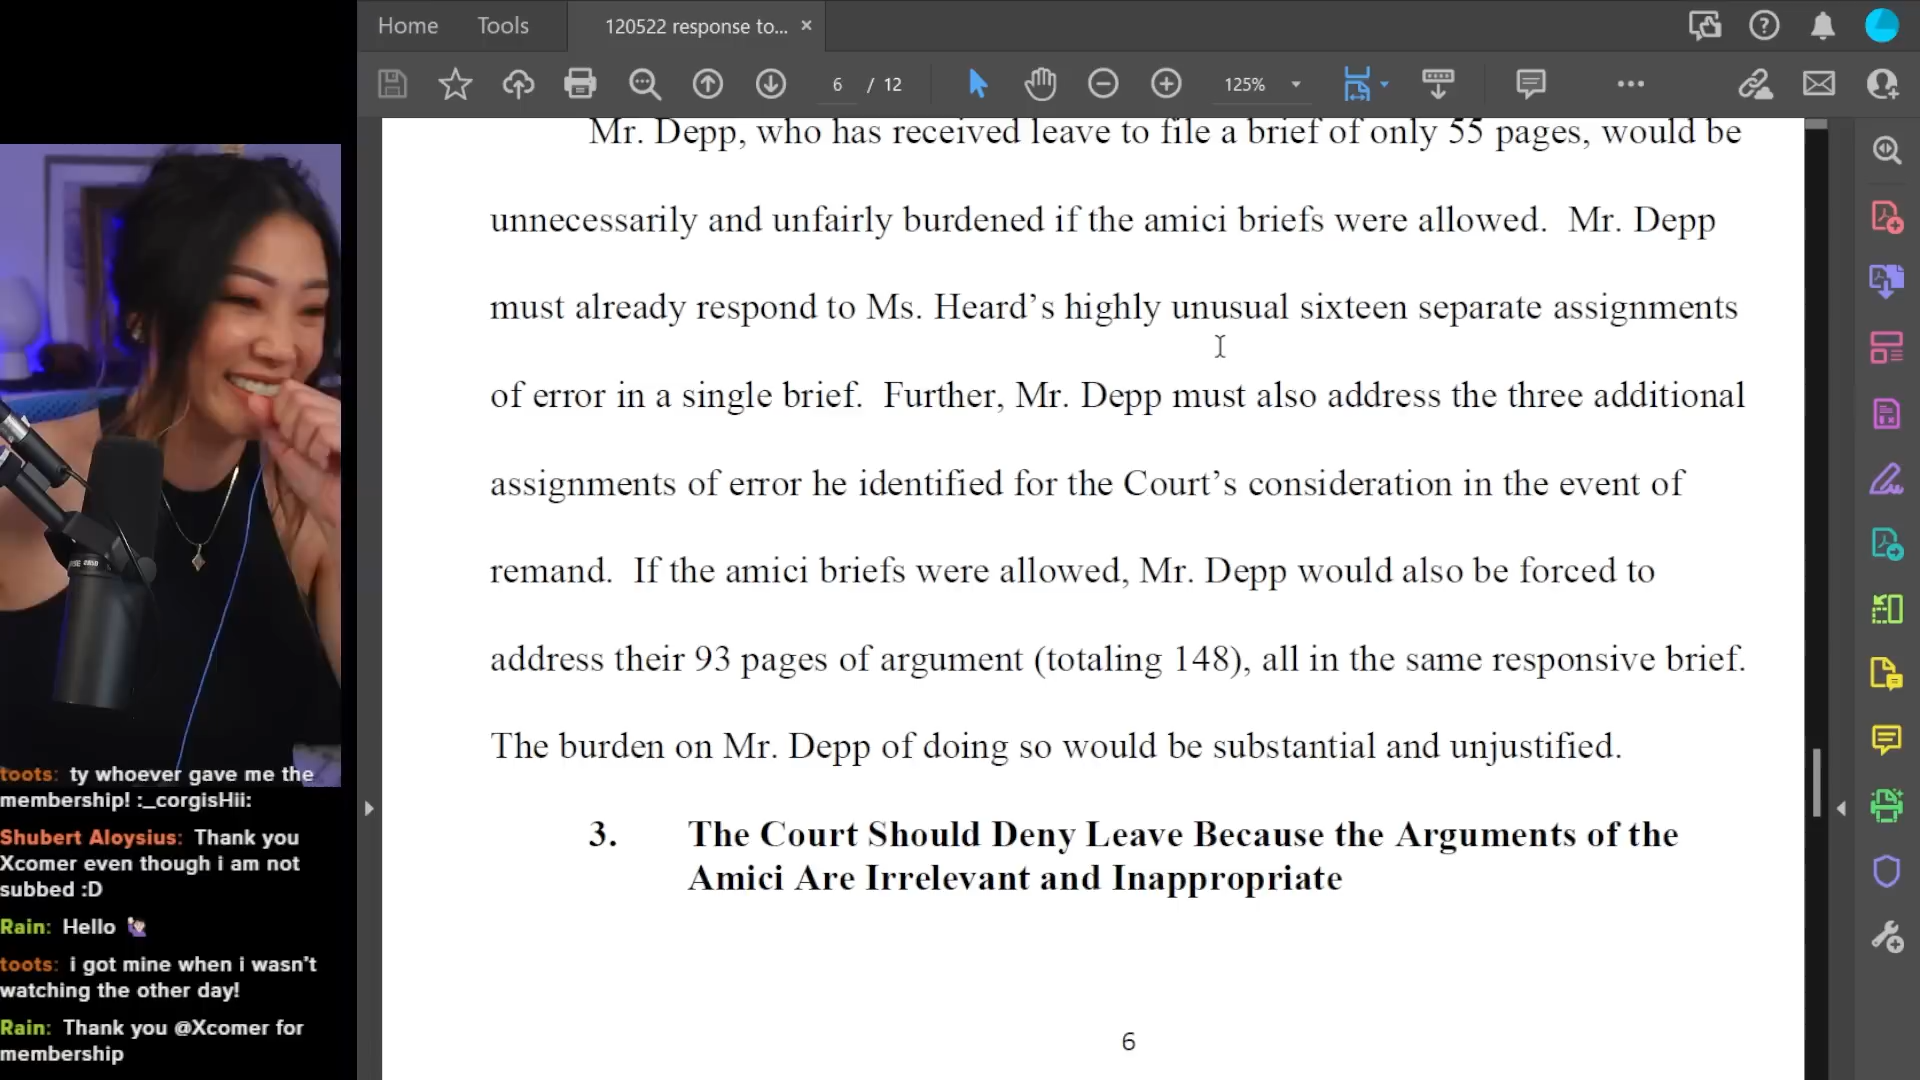 Home
Tools
120522 response to... ×
6 / 12
125%
Mr. Depp, who has received leave to file a brief of only 55 pages, would be
unnecessarily and unfairly burdened if the amici briefs were allowed. Mr. Depp
must already respond to Ms. Heard’s highly unusual sixteen separate assignments
of error in a single brief. Further, Mr. Depp must also address the three additional
assignments of error he identified for the Court’s consideration in the event of
remand. If the amici briefs were allowed, Mr. Depp would also be forced to
address their 93 pages of argument (totaling 148), all in the same responsive brief.
The burden on Mr. Depp of doing so would be substantial and unjustified.
3. The Court Should Deny Leave Because the Arguments of the
Amici Are Irrelevant and Inappropriate
6
toots: ty whoever gave me the
membership! :_corgisHii:
Shubert Aloysius: Thank you
Xcomer even though i am not
subbed :D
Rain: Hello 🙋🏻‍♀️
toots: i got mine when i wasn't
watching the other day!
Rain: Thank you @Xcomer for
membership